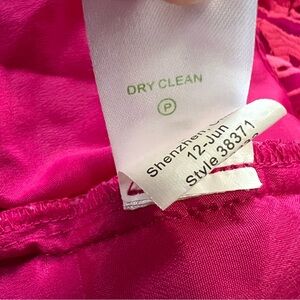 DRY CLEAN
P
Shenzhen
12-Jun
Style 38371